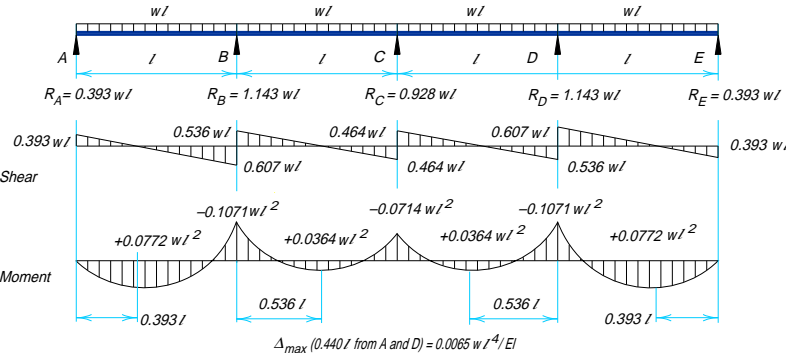 wl wl wl wl
A B C D E
l l l l
R_A = 0.393 wl R_B = 1.143 wl R_C = 0.928 wl R_D = 1.143 wl R_E = 0.393 wl
0.393 wl 0.536 wl 0.464 wl 0.607 wl 0.393 wl
0.607 wl 0.464 wl 0.536 wl
Shear
–0.1071 wl² –0.0714 wl² –0.1071 wl²
+0.0772 wl² +0.0364 wl² +0.0364 wl² +0.0772 wl²
Moment
0.393 l 0.536 l 0.536 l 0.393 l
Δmax (0.440 l from A and D) = 0.0065 wl⁴/EI